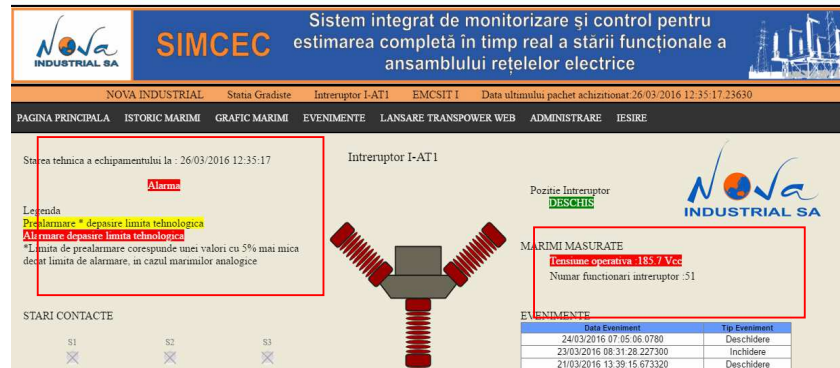 NOVA
INDUSTRIAL SA
SIMCEC
Sistem integrat de monitorizare şi control pentru
estimarea completă în timp real a stării funcţionale a
ansamblului reţelelor electrice
NOVA INDUSTRIAL Statia Gradiste Intreruptor I-AT1 EMCSIT I Data ultimului pachet achizitionat:26/03/2016 12:35:17.23630
PAGINA PRINCIPALA ISTORIC MARIMI GRAFIC MARIMI EVENIMENTE LANSARE TRANSPOWER WEB ADMINISTRARE IESIRE
Starea tehnica a echipamentului la : 26/03/2016 12:35:17
Alarma
Legenda
Prealarmare * depasire limita tehnologica
Alarmare depasire limita tehnologica
*Limita de prealarmare corespunde unei valori cu 5% mai mica
decat limita de alarmare, in cazul marimilor analogice
STARI CONTACTE
S1 S2 S3
Intreruptor I-AT1
Pozitie Intreruptor
DESCHIS
NOVA
INDUSTRIAL SA
MARIMI MASURATE
Tensiune operativa :185.7 Vcc
Numar functionari intreruptor :51
EVENIMENTE
Data Eveniment Tip Eveniment
24/03/2016 07:05:06.0780 Deschidere
23/03/2016 08:31:28.227300 Inchidere
21/03/2016 13:39:15.673320 Deschidere